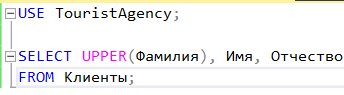 USE TouristAgency;
SELECT UPPER(Фамилия), Имя, Отчество
FROM Клиенты;